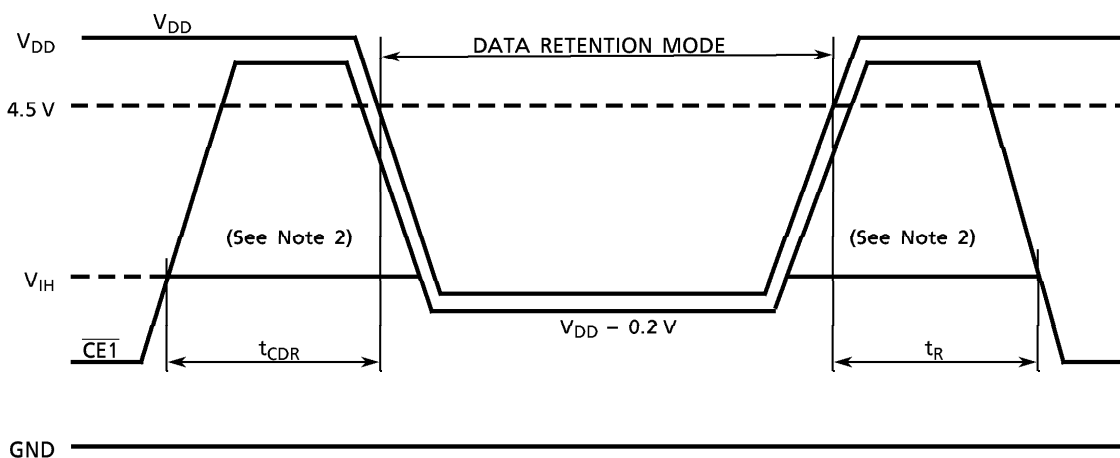 VDD
VDD
DATA RETENTION MODE
4.5 V
(See Note 2)
(See Note 2)
VIH
VDD – 0.2 V
CE1
tCDR
tR
GND